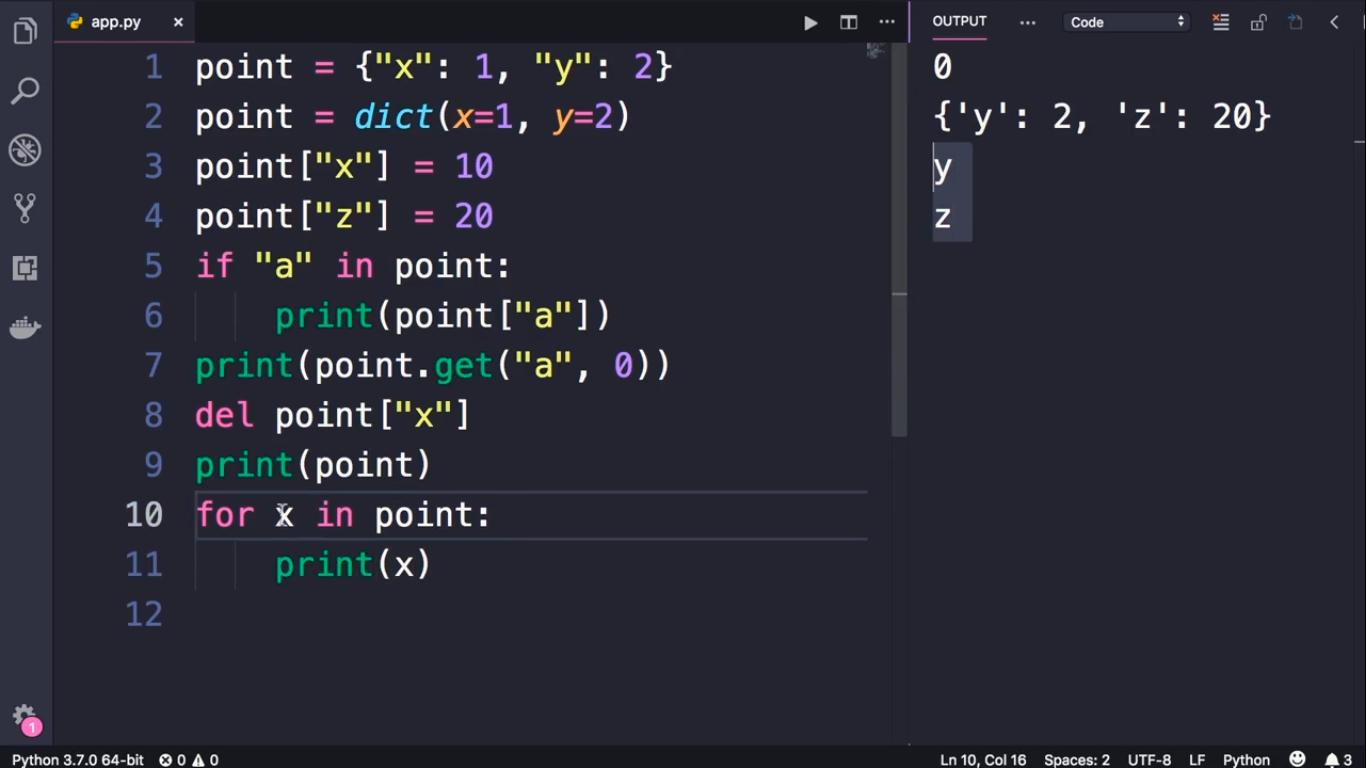 app.py
1 point = {"x": 1, "y": 2}
2 point = dict(x=1, y=2)
3 point["x"] = 10
4 point["z"] = 20
5 if "a" in point:
6 print(point["a"])
7 print(point.get("a", 0))
8 del point["x"]
9 print(point)
10 for x in point:
11 print(x)
12
OUTPUT ... Code
0
{'y': 2, 'z': 20}
y
z
1
Python 3.7.0 64-bit 0 0 Ln 10, Col 16 Spaces: 2 UTF-8 LF Python 3